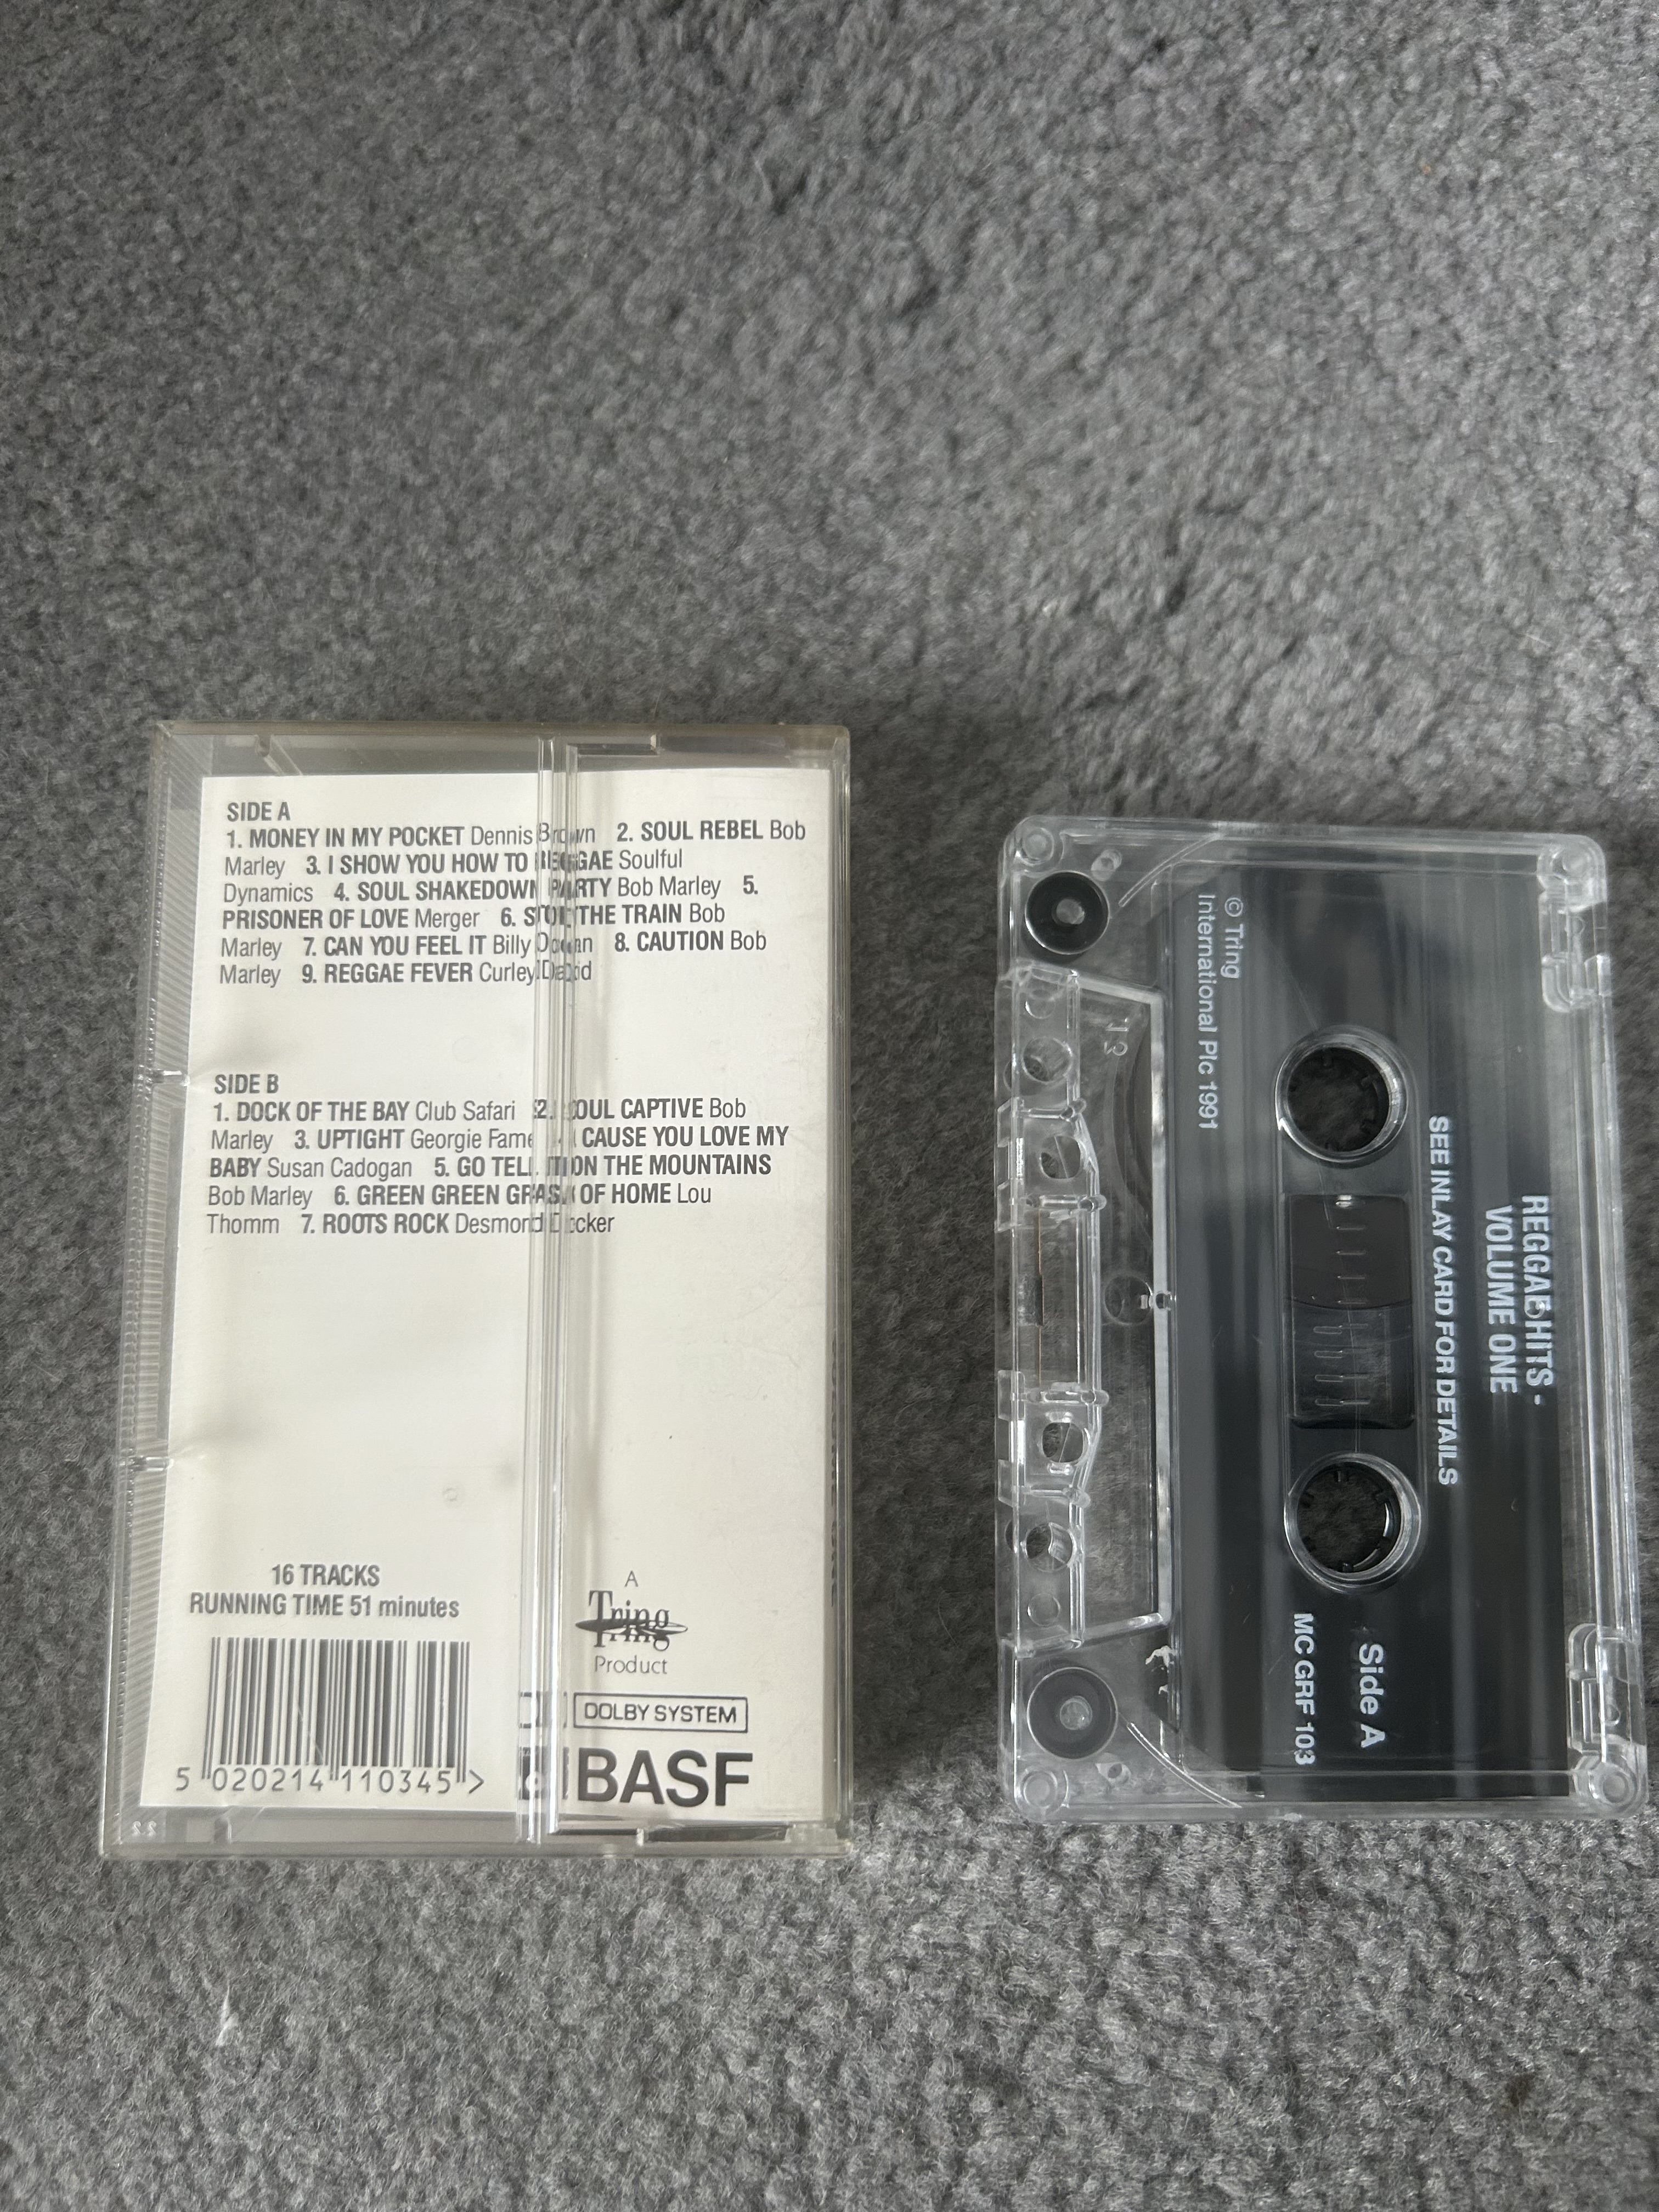 SIDE A
1. MONEY IN MY POCKET Dennis Brown 2. SOUL REBEL Bob
Marley 3. I SHOW YOU HOW TO REGGAE Soulful
Dynamics 4. SOUL SHAKEDOWN PARTY Bob Marley 5.
PRISONER OF LOVE Merger 6. STOP THE TRAIN Bob
Marley 7. CAN YOU FEEL IT Billy Ocean 8. CAUTION Bob
Marley 9. REGGAE FEVER Curley David
SIDE B
1. DOCK OF THE BAY Club Safari 2. SOUL CAPTIVE Bob
Marley 3. UPTIGHT Georgie Fame 4. CAUSE YOU LOVE MY
BABY Susan Cadogan 5. GO TELL IT ON THE MOUNTAINS
Bob Marley 6. GREEN GREEN GRASS OF HOME Lou
Thomm 7. ROOTS ROCK Desmond Decker
16 TRACKS
RUNNING TIME 51 minutes
5 020214 110345 >
A
Tring
Product
DOLBY SYSTEM
BASF
22
REGGAE HITS -
VOLUME ONE
SEE INLAY CARD FOR DETAILS
Side A
MC GRF 103
© Tring
International Plc 1991
13